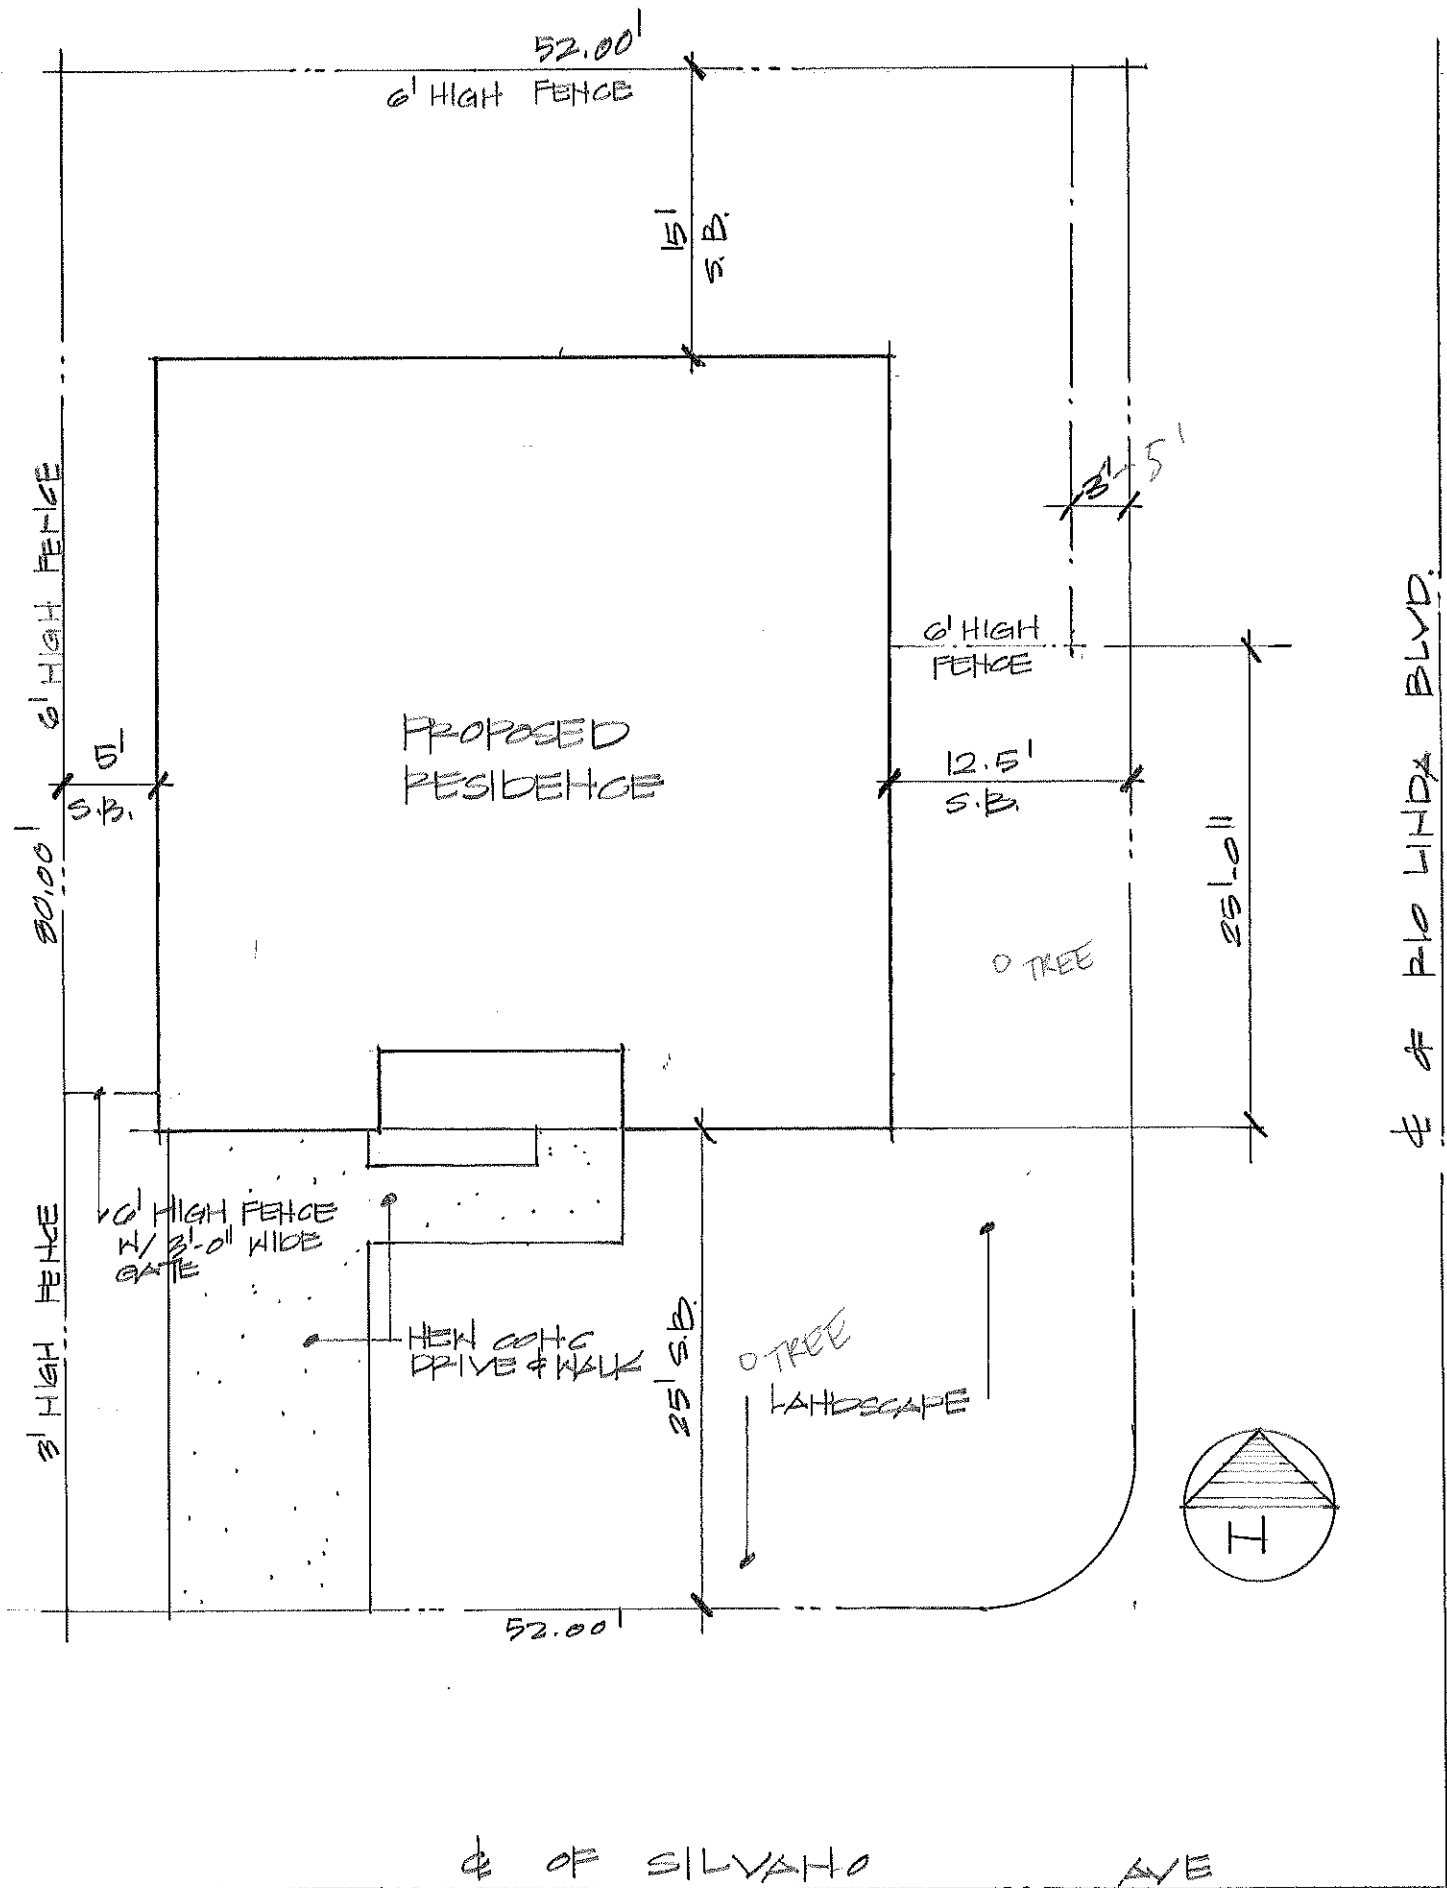 52.00'
6' HIGH FENCE
15'
S.B.
6' HIGH FENCE
3' - 5'
6' HIGH
FENCE
PROPOSED
RESIDENCE
5'
S.B.
12.5'
S.B.
80.00'
25'-0"
℄ OF RIO LINDA BLVD.
TREE
3' HIGH FENCE
6' HIGH FENCE
W/ 3'-0" WIDE
GATE
NEW CONC
DRIVE & WALK
25' S.B.
TREE
LANDSCAPE
N
52.00'
℄ OF SILVANO AVE